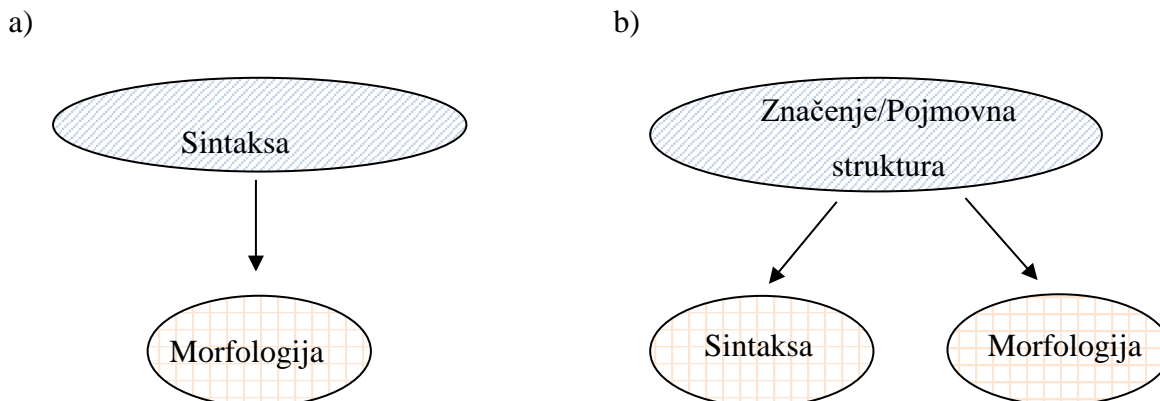 a)
b)
Sintaksa
Morfologija
Značenje/Pojmovna
struktura
Sintaksa
Morfologija